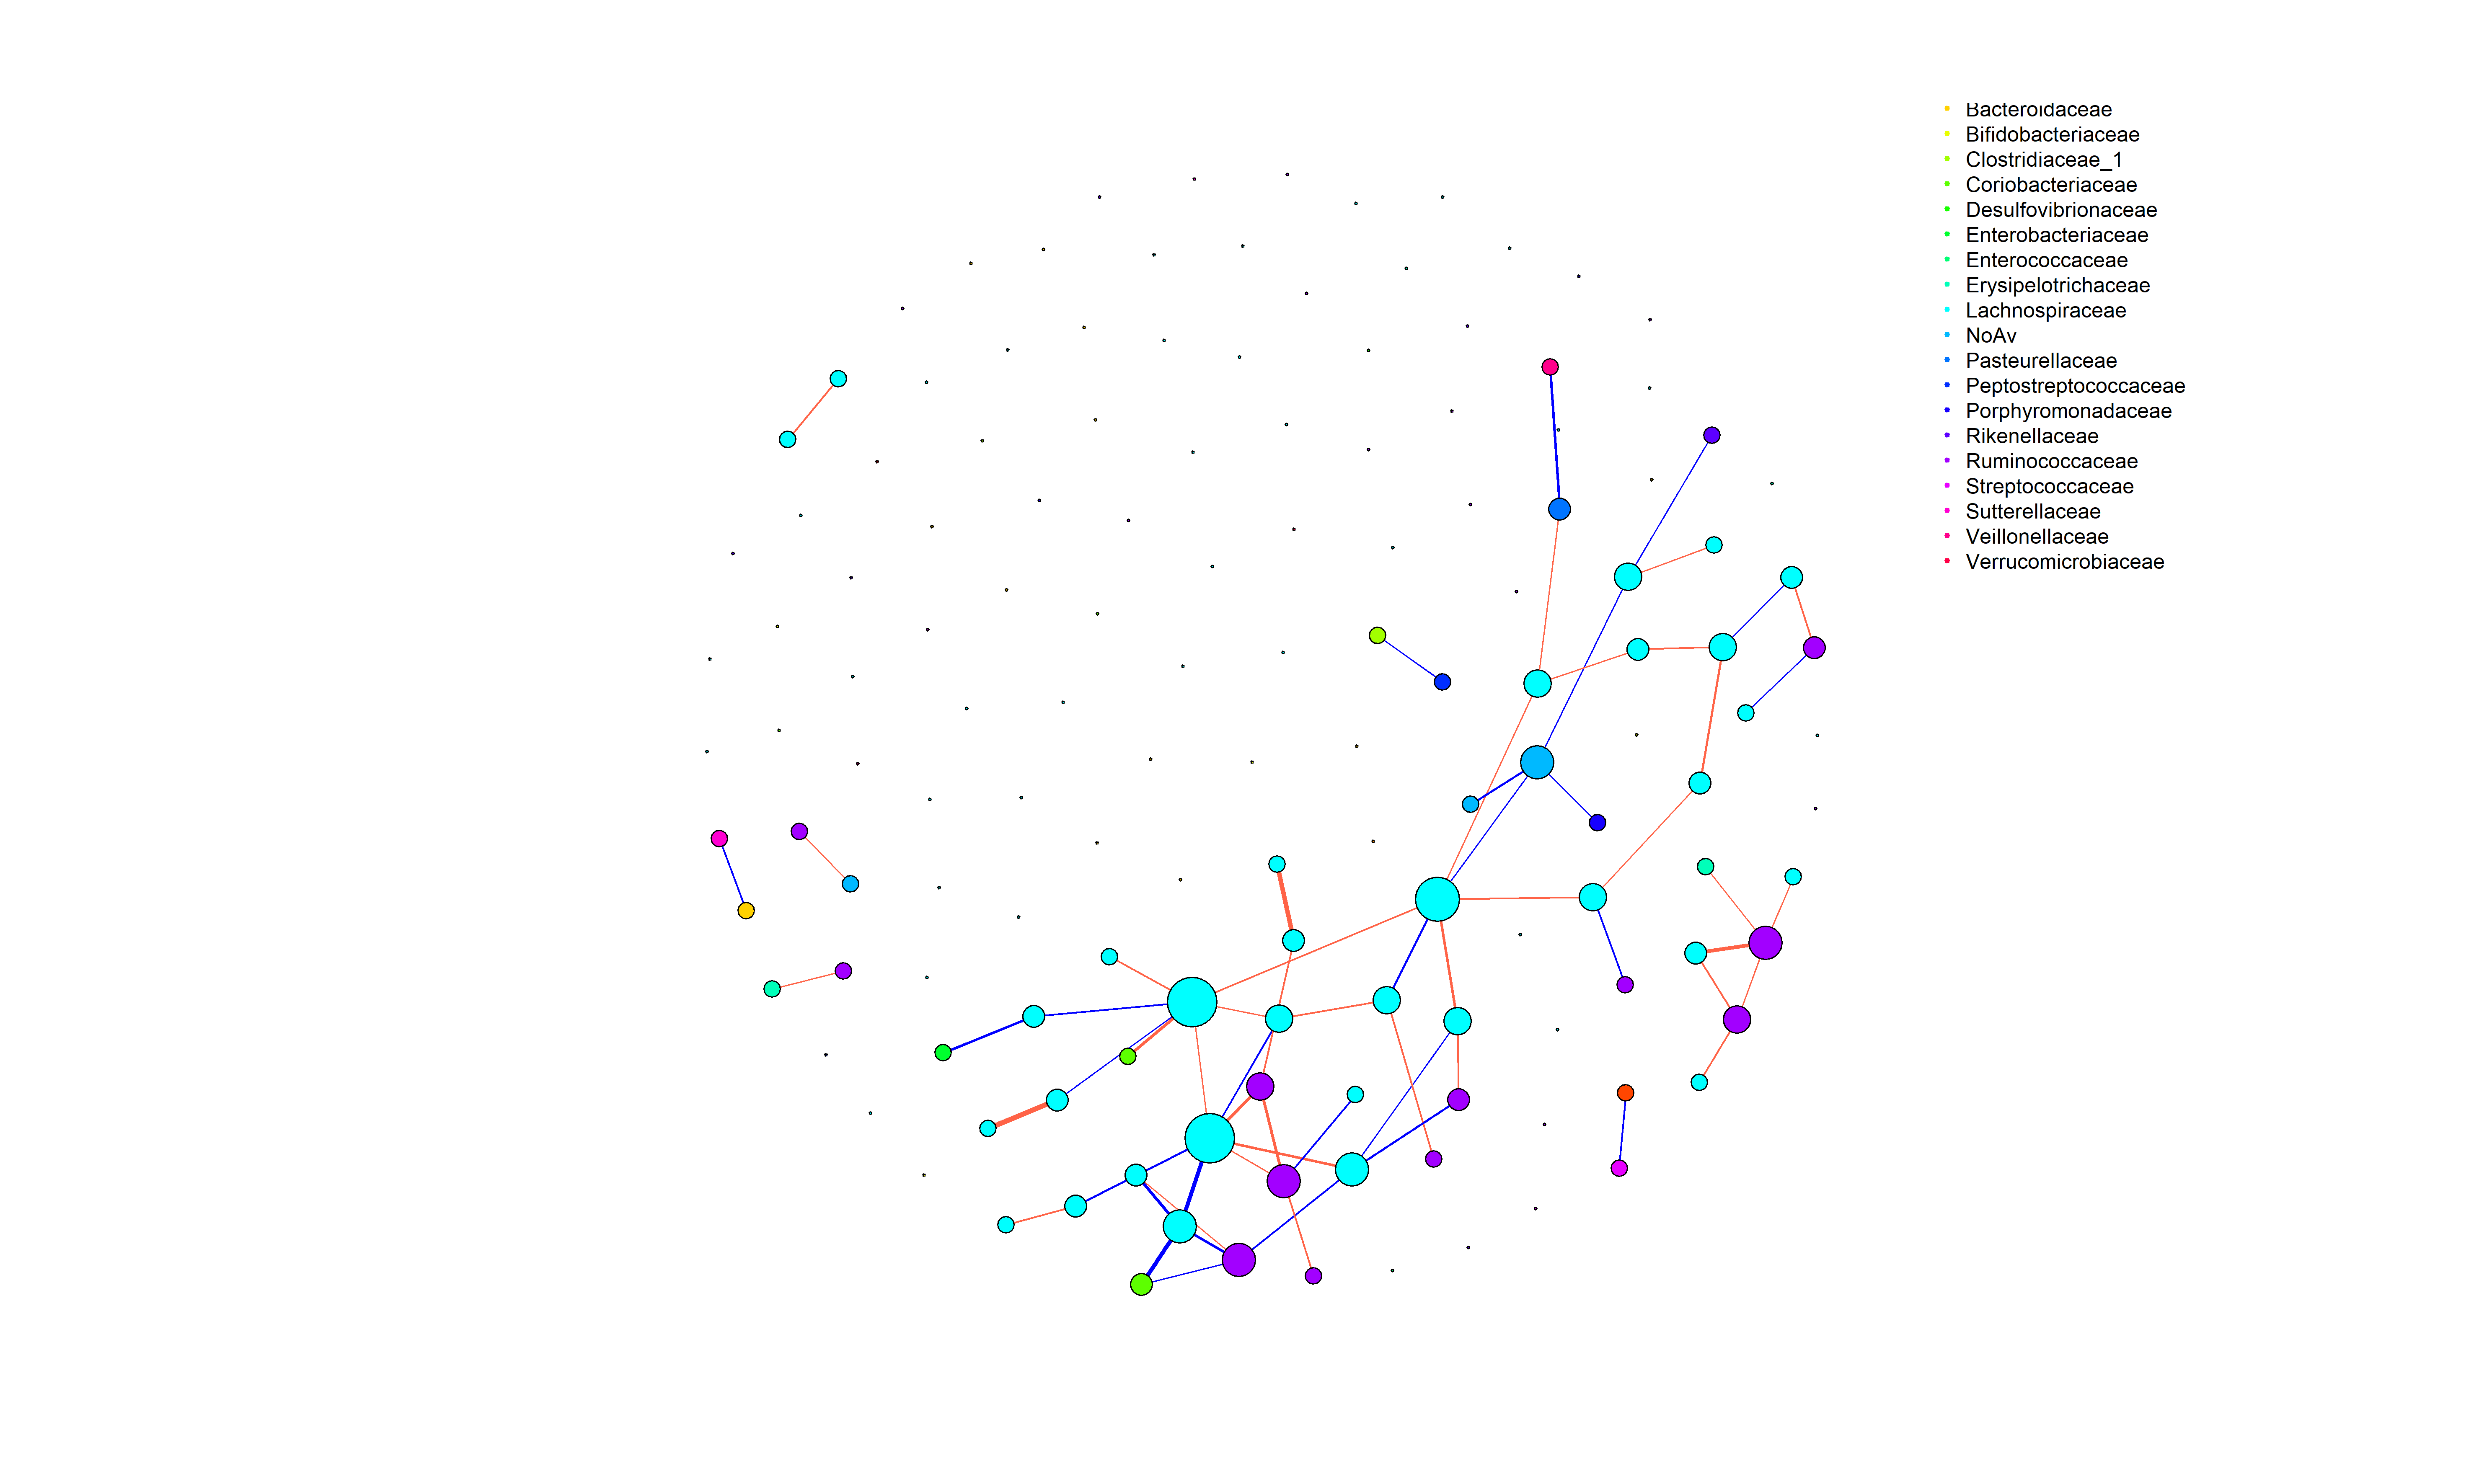 Bacteroidaceae
Bifidobacteriaceae
Clostridiaceae_1
Coriobacteriaceae
Desulfovibrionaceae
Enterobacteriaceae
Enterococcaceae
Erysipelotrichaceae
Lachnospiraceae
NoAv
Pasteurellaceae
Peptostreptococcaceae
Porphyromonadaceae
Rikenellaceae
Ruminococcaceae
Streptococcaceae
Sutterellaceae
Veillonellaceae
Verrucomicrobiaceae